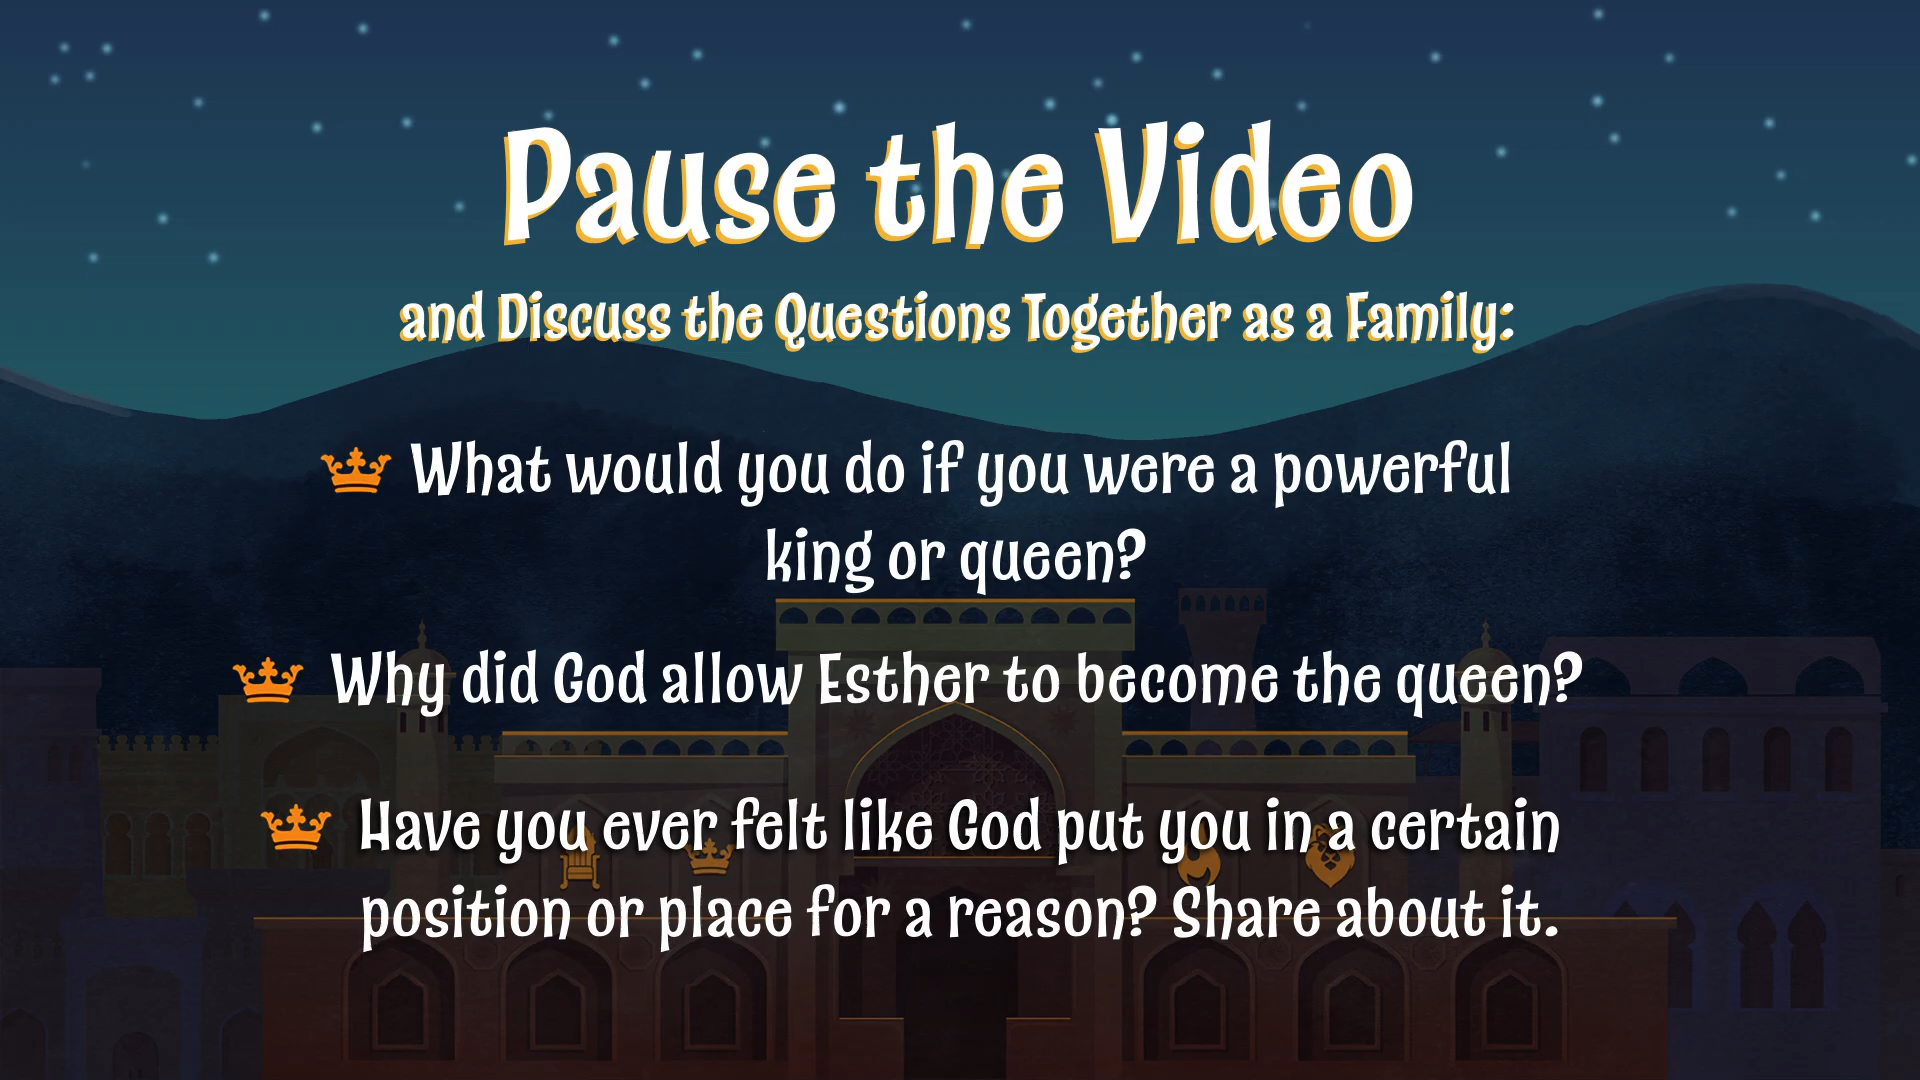 Pause the Video
and Discuss the Questions Together as a Family:
What would you do if you were a powerful
king or queen?
Why did God allow Esther to become the queen?
Have you ever felt like God put you in a certain
position or place for a reason? Share about it.